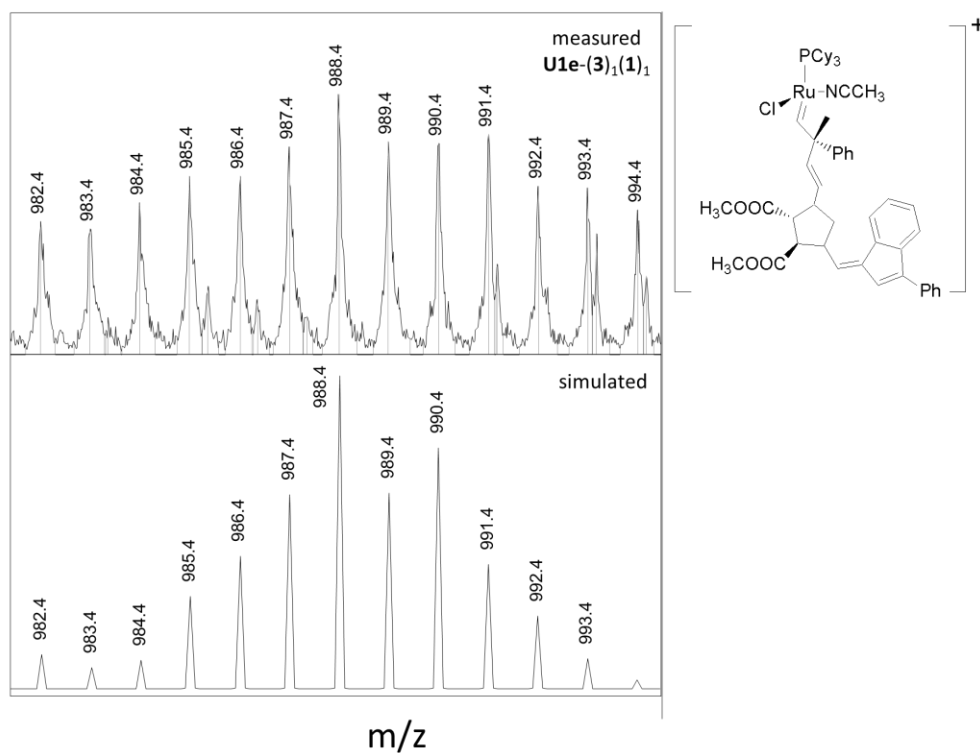 measured
U1e-(3)₁(1)₁
982.4
983.4
984.4
985.4
986.4
987.4
988.4
989.4
990.4
991.4
992.4
993.4
994.4
simulated
982.4
983.4
984.4
985.4
986.4
987.4
988.4
989.4
990.4
991.4
992.4
993.4
m/z
+
PCy₃
Ru NCCH₃
Cl
Ph
H₃COOC
H₃COOC
Ph